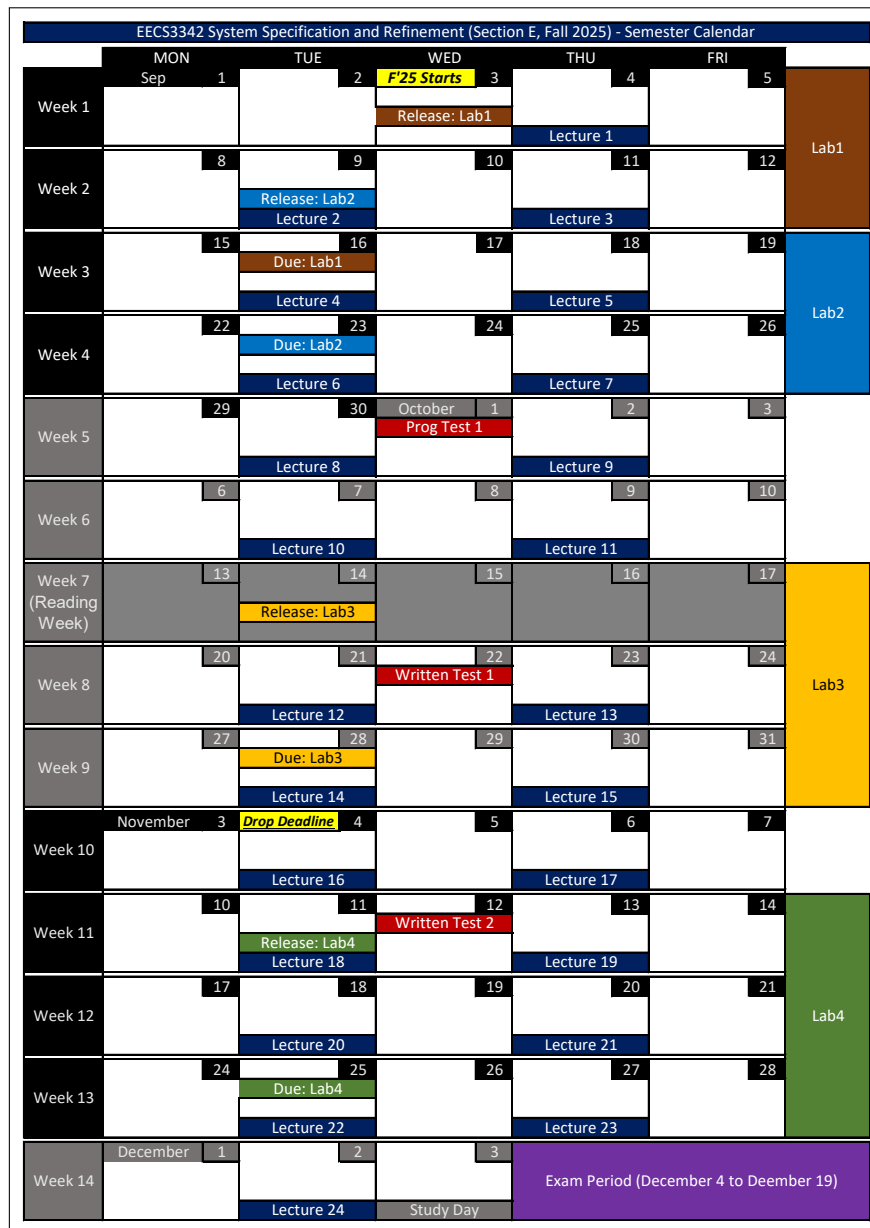 EECS3342 System Specification and Refinement (Section E, Fall 2025) - Semester Calendar
MON TUE WED THU FRI
Week 1
Sep 1 2 F'25 Starts 3 4 5
Release: Lab1
Lecture 1
Lab1
Week 2
8 9 10 11 12
Release: Lab2
Lecture 2 Lecture 3
Week 3
15 16 17 18 19
Due: Lab1
Lecture 4 Lecture 5
Lab2
Week 4
22 23 24 25 26
Due: Lab2
Lecture 6 Lecture 7
Week 5
29 30 October 1 2 3
Prog Test 1
Lecture 8 Lecture 9
Week 6
6 7 8 9 10
Lecture 10 Lecture 11
Week 7
(Reading
Week)
13 14 15 16 17
Release: Lab3
Week 8
20 21 22 23 24
Written Test 1
Lecture 12 Lecture 13
Lab3
Week 9
27 28 29 30 31
Due: Lab3
Lecture 14 Lecture 15
Week 10
November 3 Drop Deadline 4 5 6 7
Lecture 16 Lecture 17
Week 11
10 11 12 13 14
Written Test 2
Release: Lab4
Lecture 18 Lecture 19
Week 12
17 18 19 20 21
Lecture 20 Lecture 21
Lab4
Week 13
24 25 26 27 28
Due: Lab4
Lecture 22 Lecture 23
Week 14
December 1 2 3
Exam Period (December 4 to Deember 19)
Lecture 24 Study Day